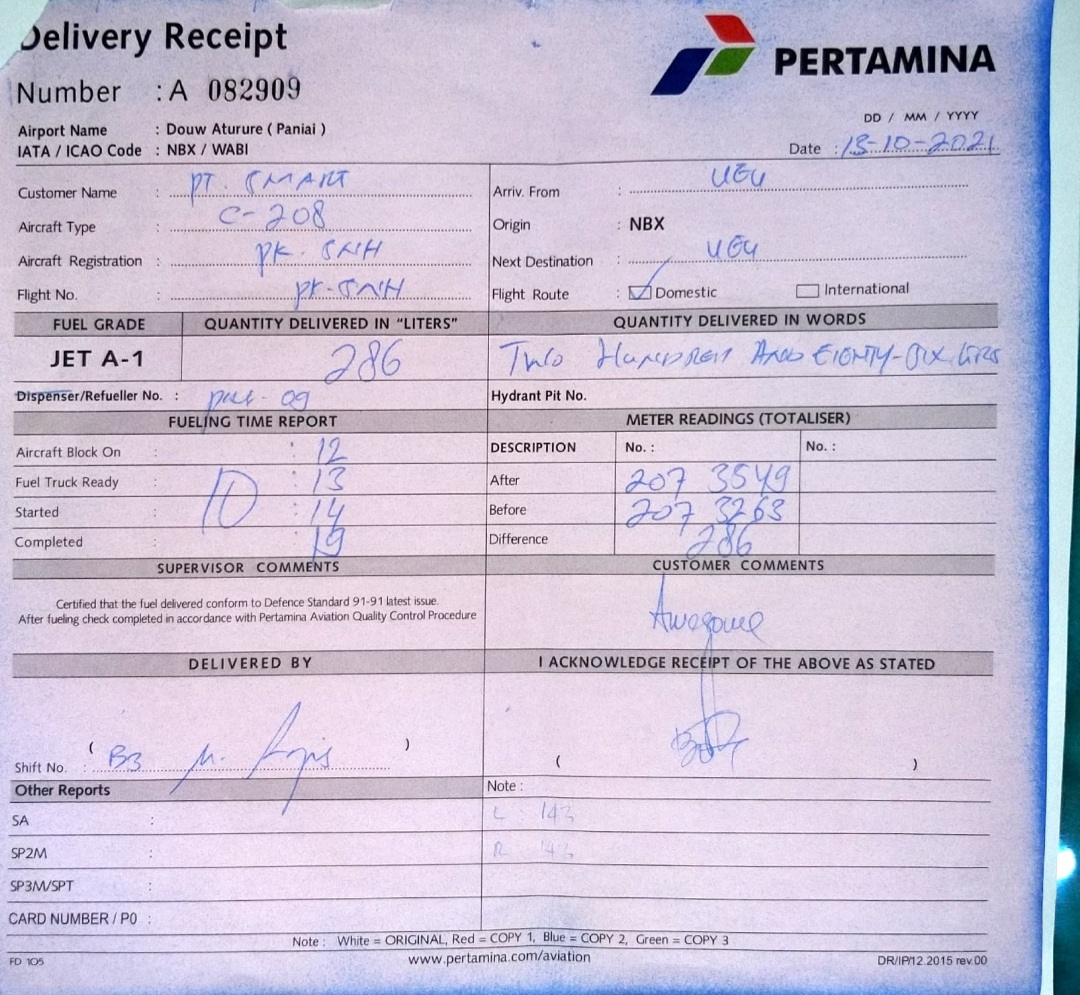 Delivery Receipt
PERTAMINA
Number : A 082909
DD / MM / YYYY
Airport Name : Douw Aturure ( Paniai )
IATA / ICAO Code : NBX / WABI
Date : 13-10-2021
Customer Name : PT. SMART
Arriv. From : UGU
Aircraft Type : C-208
Origin : NBX
Aircraft Registration : PK. SNH
Next Destination : UGU
Flight No. : PK-SNH
Flight Route : Domestic International
FUEL GRADE QUANTITY DELIVERED IN "LITERS" QUANTITY DELIVERED IN WORDS
JET A-1 286 Two Hundred And Eighty-Six
Dispenser/Refueller No. : 09
Hydrant Pit No.
FUELING TIME REPORT METER READINGS (TOTALISER)
Aircraft Block On : : 12
DESCRIPTION No. : No. :
Fuel Truck Ready : 10 : 13
After 207 3549
Started : : 14
Before 207 3263
Completed : : 19
Difference 286
SUPERVISOR COMMENTS CUSTOMER COMMENTS
Certified that the fuel delivered conform to Defence Standard 91-91 latest issue.
After fueling check completed in accordance with Pertamina Aviation Quality Control Procedure
Awesome
DELIVERED BY I ACKNOWLEDGE RECEIPT OF THE ABOVE AS STATED
( ) ( )
Shift No. : B3 M.
Other Reports Note :
SA : L : 143
SP2M : R 143
SP3M/SPT :
CARD NUMBER / PO :
Note : White = ORIGINAL, Red = COPY 1, Blue = COPY 2, Green = COPY 3
FD 105 www.pertamina.com/aviation DR/IP/12.2015 rev.00